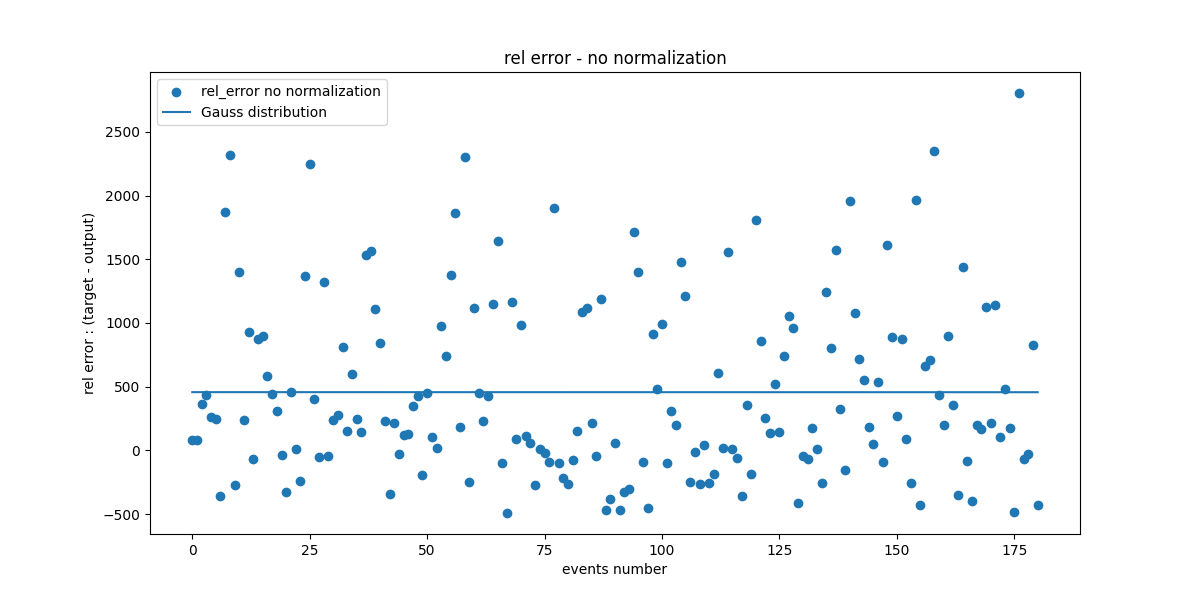 rel error - no normalization
rel_error no normalization
Gauss distribution
2500
2000
1500
1000
500
0
−500
rel error : (target - output)
0 25 50 75 100 125 150 175
events number